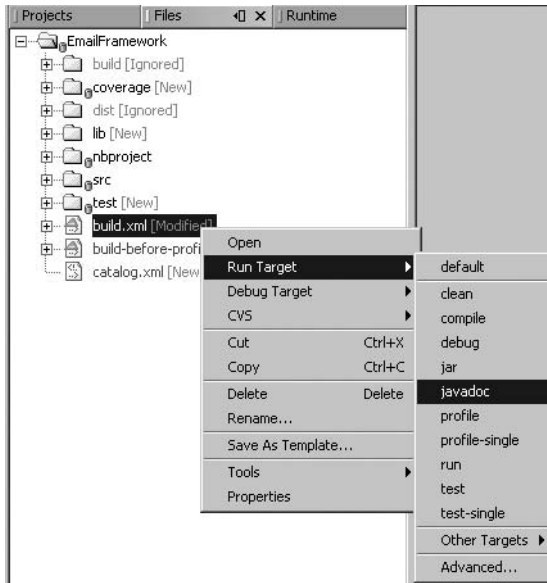 Projects Files Runtime
EmailFramework
build [Ignored]
coverage [New]
dist [Ignored]
lib [New]
nbproject
src
test [New]
build.xml [Modified]
build-before-profi
catalog.xml [New
Open
Run Target
Debug Target
CVS
Cut Ctrl+X
Copy Ctrl+C
Delete Delete
Rename...
Save As Template...
Tools
Properties
default
clean
compile
debug
jar
javadoc
profile
profile-single
run
test
test-single
Other Targets
Advanced...